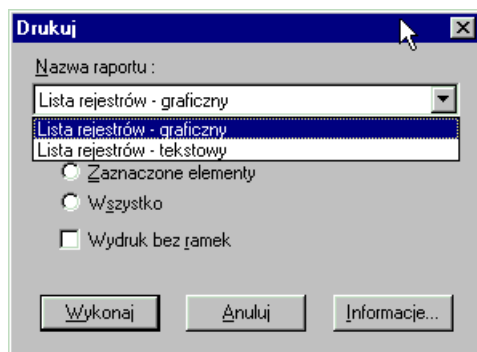 Drukuj
Nazwa raportu :
Lista rejestrów - graficzny
Lista rejestrów - graficzny
Lista rejestrów - tekstowy
Zaznaczone elementy
Wszystko
Wydruk bez ramek
Wykonaj Anuluj Informacje...